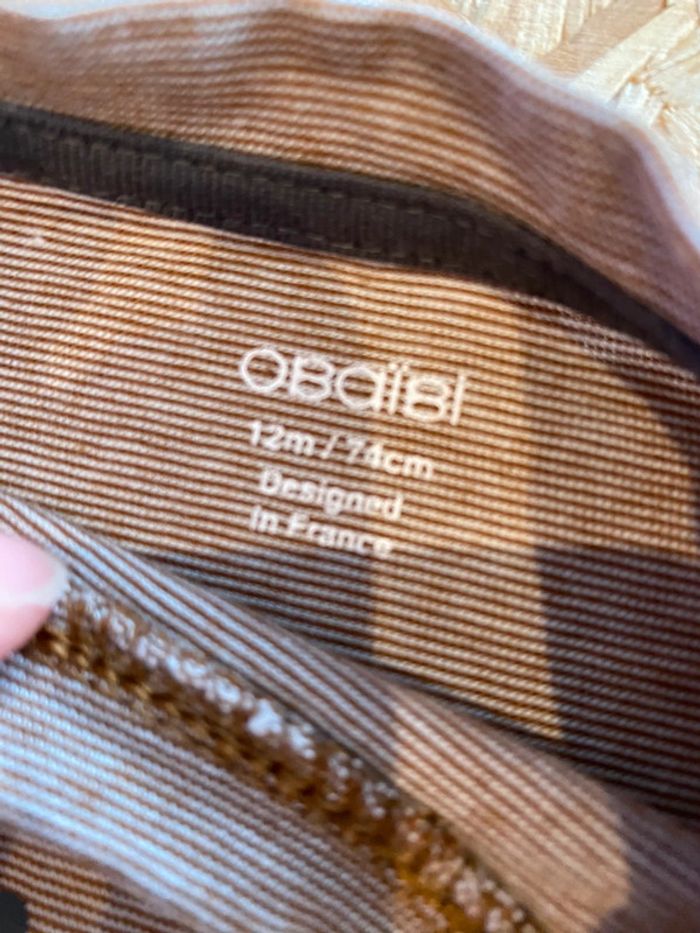 OBaïBi
12m / 74cm
Designed
in France